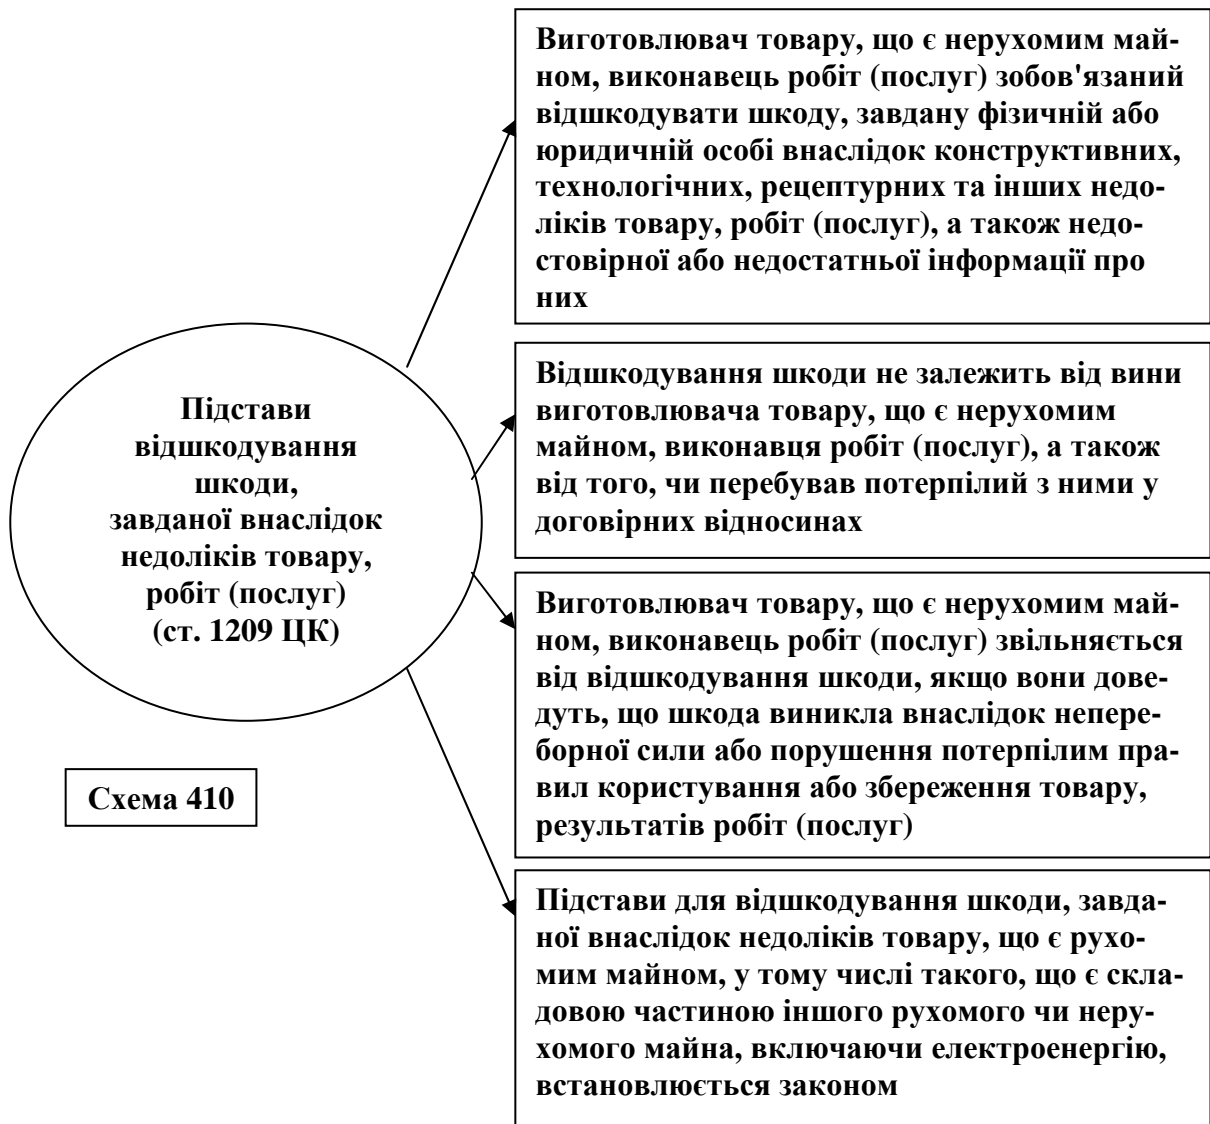 Виготовлювач товару, що є нерухомим май-
ном, виконавець робіт (послуг) зобов'язаний
відшкодувати шкоду, завдану фізичній або
юридичній особі внаслідок конструктивних,
технологічних, рецептурних та інших недо-
ліків товару, робіт (послуг), а також недо-
стовірної або недостатньої інформації про
них
Підстави
відшкодування
шкоди,
завданої внаслідок
недоліків товару,
робіт (послуг)
(ст. 1209 ЦК)
Відшкодування шкоди не залежить від вини
виготовлювача товару, що є нерухомим
майном, виконавця робіт (послуг), а також
від того, чи перебував потерпілий з ними у
договірних відносинах
Виготовлювач товару, що є нерухомим май-
ном, виконавець робіт (послуг) звільняється
від відшкодування шкоди, якщо вони дове-
дуть, що шкода виникла внаслідок непере-
борної сили або порушення потерпілим пра-
вил користування або збереження товару,
результатів робіт (послуг)
Схема 410
Підстави для відшкодування шкоди, завда-
ної внаслідок недоліків товару, що є рухо-
мим майном, у тому числі такого, що є скла-
довою частиною іншого рухомого чи неру-
хомого майна, включаючи електроенергію,
встановлюється законом